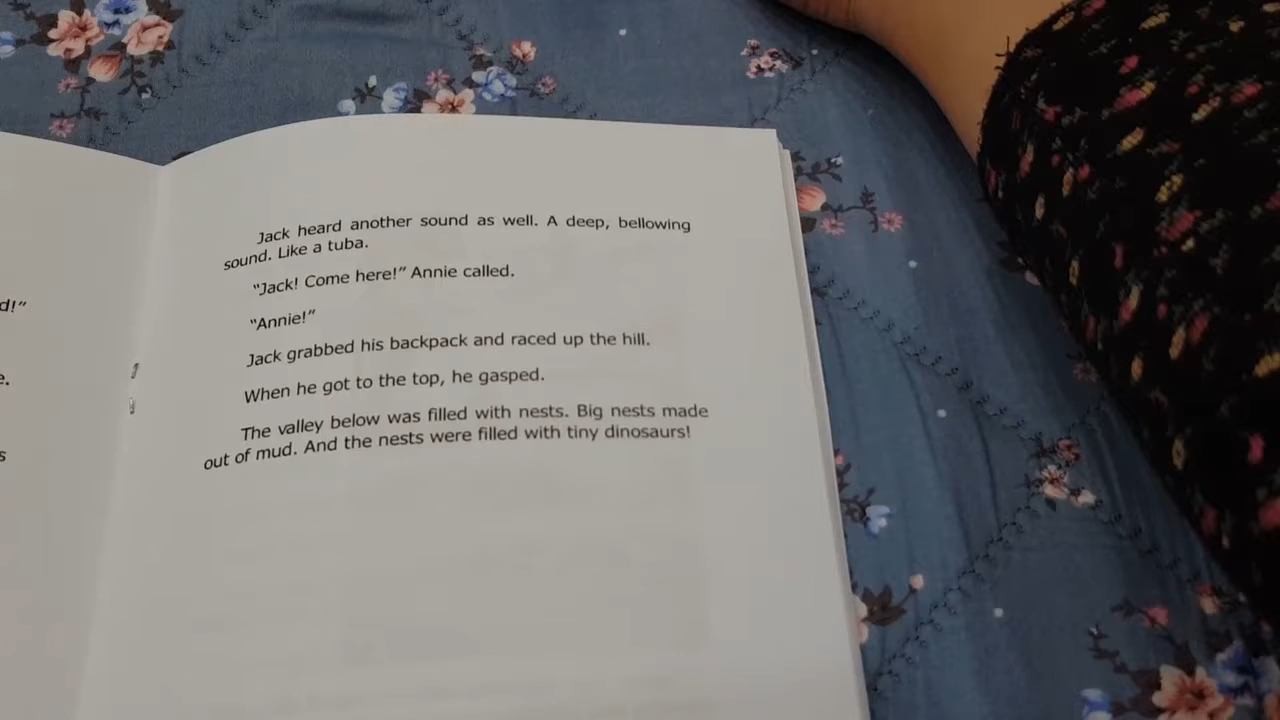 d!"
e.
s
Jack heard another sound as well. A deep, bellowing
sound. Like a tuba.
"Jack! Come here!" Annie called.
"Annie!"
Jack grabbed his backpack and raced up the hill.
When he got to the top, he gasped.
The valley below was filled with nests. Big nests made
out of mud. And the nests were filled with tiny dinosaurs!